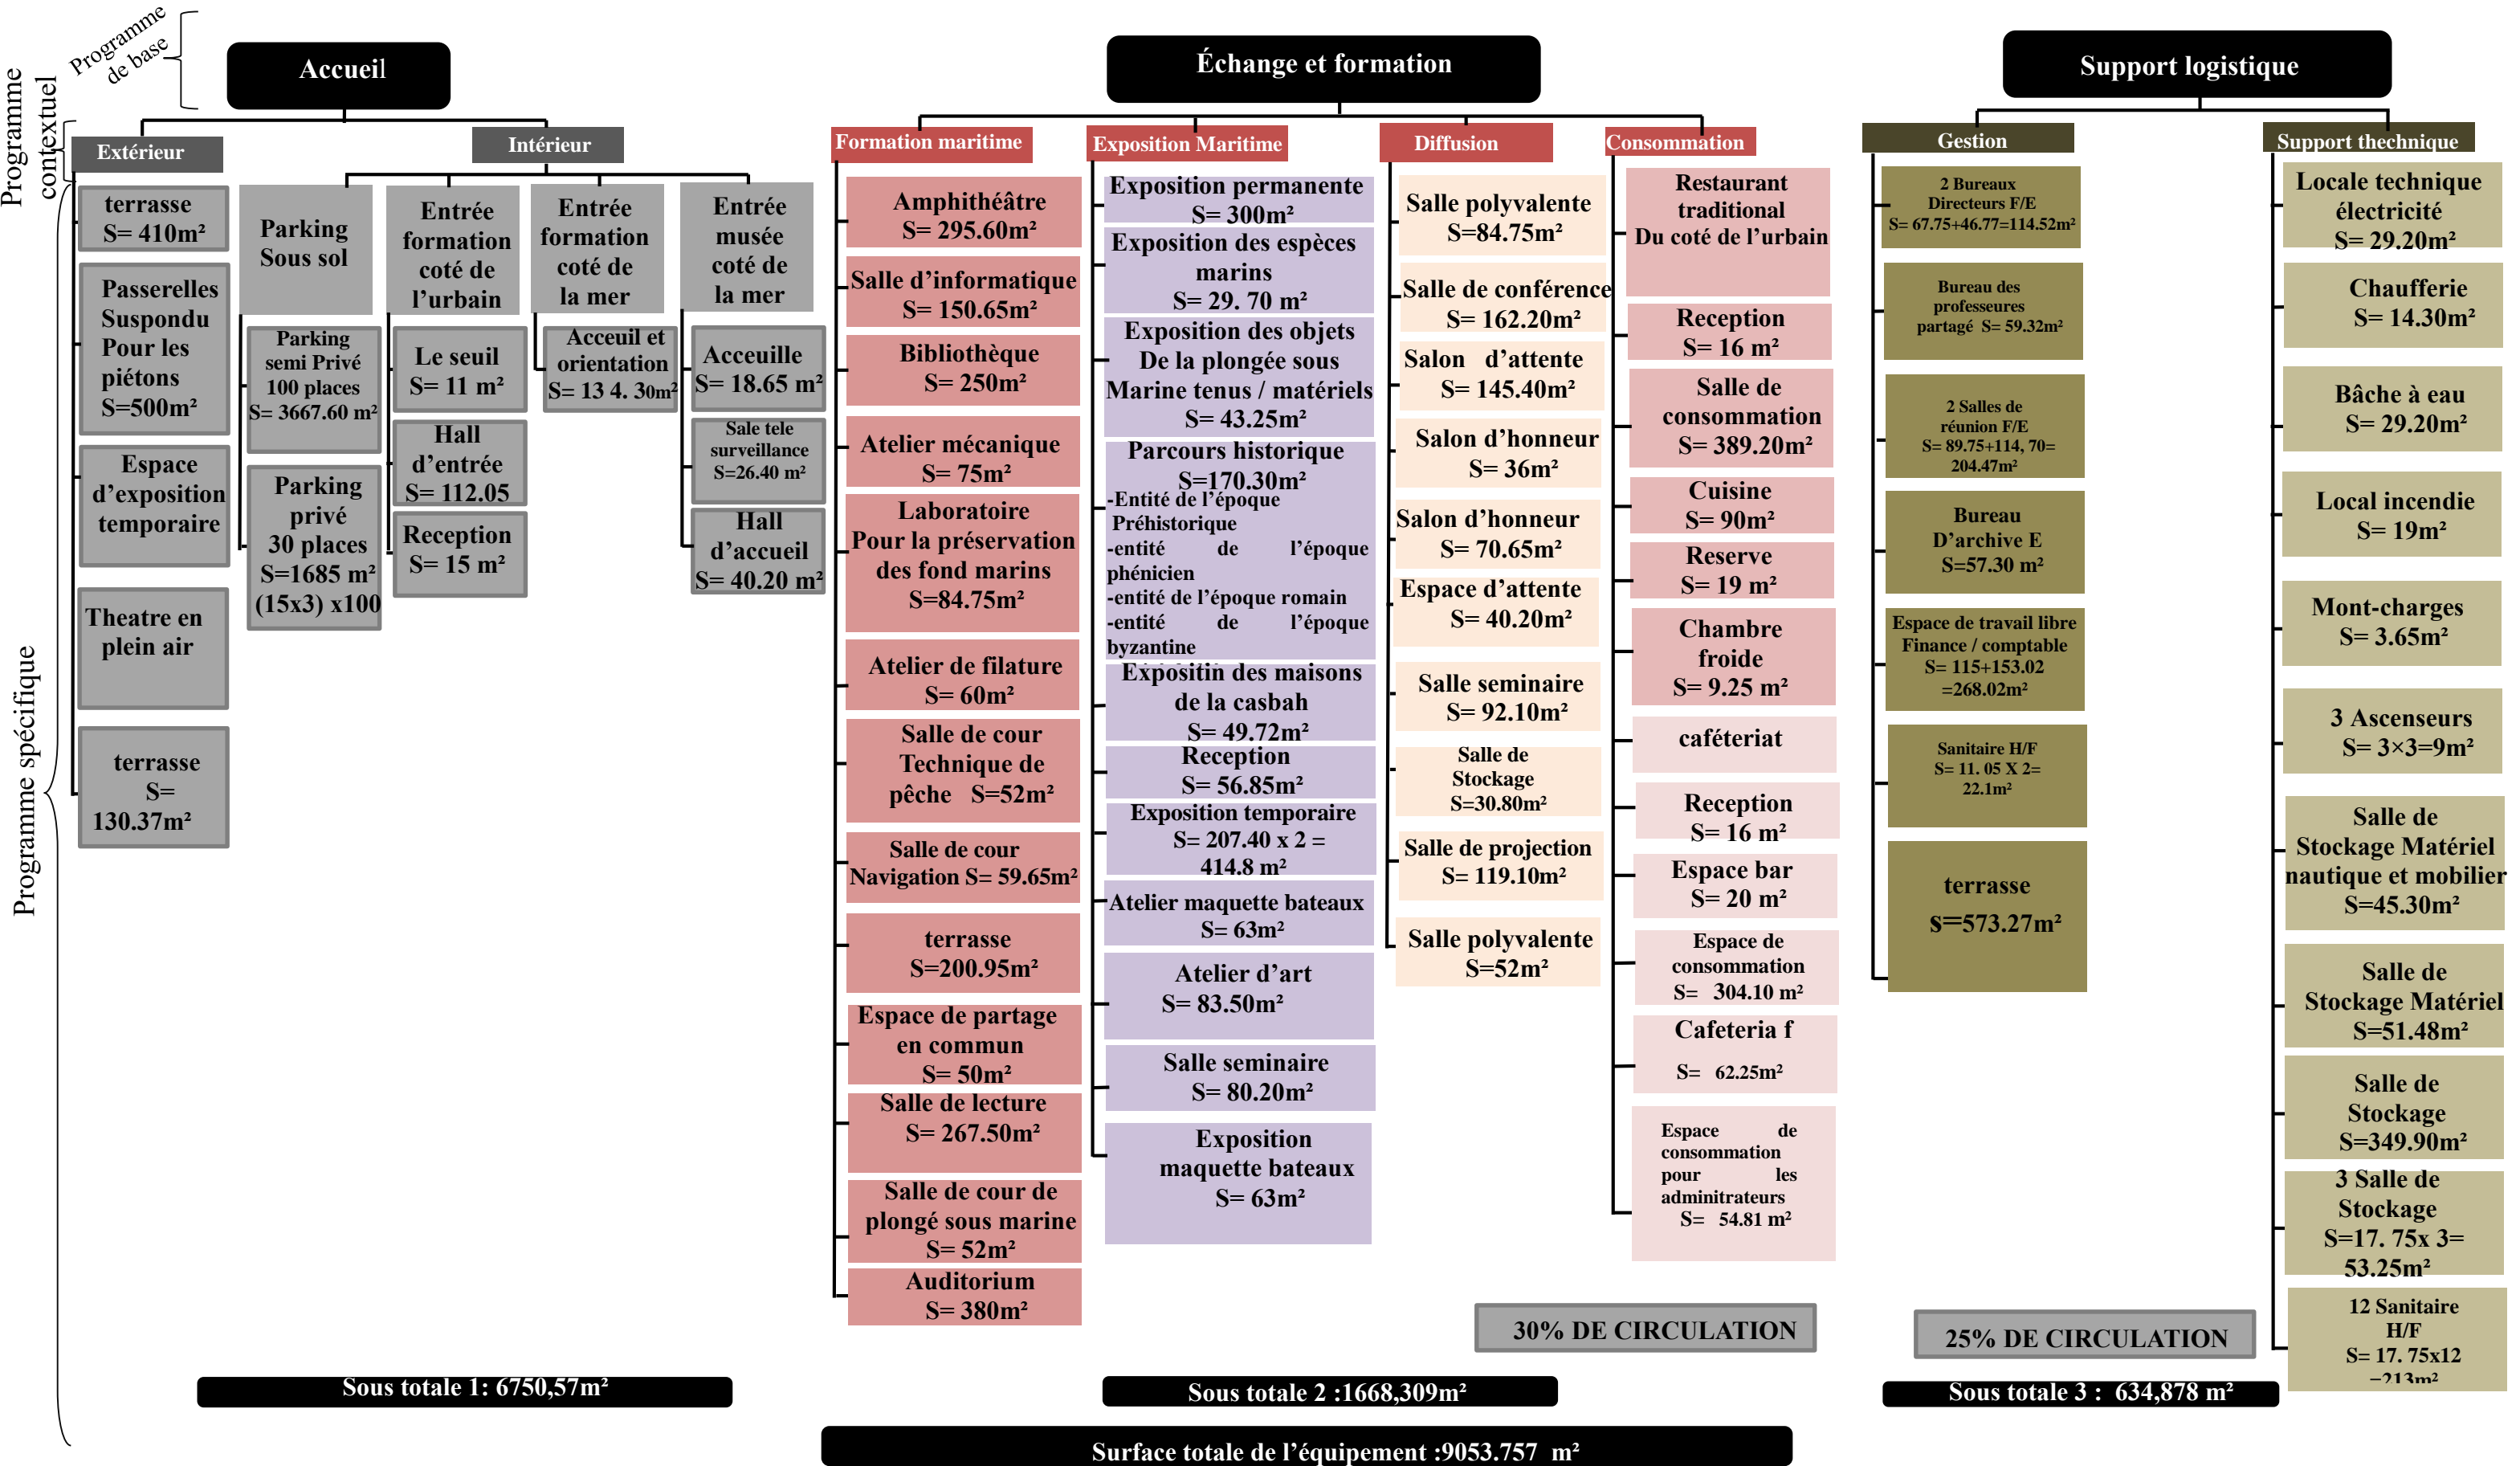 Programme
de base
Programme
contextuel
Programme spécifique
Accueil
Extérieur
terrasse
S= 410m²
Passerelles
Suspondu
Pour les
piétons
S=500m²
Espace
d’exposition
temporaire
Theatre en
plein air
terrasse
S=
130.37m²
Intérieur
Parking
Sous sol
Parking
semi Privé
100 places
S= 3667.60 m²
Parking
privé
30 places
S=1685 m²
(15x3) x100
Entrée
formation
coté de
l’urbain
Le seuil
S= 11 m²
Hall
d’entrée
S= 112.05
Reception
S= 15 m²
Entrée
formation
coté de
la mer
Acceuil et
orientation
S= 13 4. 30m²
Entrée
musée
coté de
la mer
Acceuille
S= 18.65 m²
Sale tele
surveillance
S=26.40 m²
Hall
d’accueil
S= 40.20 m²
Échange et formation
Formation maritime
Amphithéâtre
S= 295.60m²
Salle d’informatique
S= 150.65m²
Bibliothèque
S= 250m²
Atelier mécanique
S= 75m²
Laboratoire
Pour la préservation
des fond marins
S=84.75m²
Atelier de filature
S= 60m²
Salle de cour
Technique de
pêche S=52m²
Salle de cour
Navigation S= 59.65m²
terrasse
S=200.95m²
Espace de partage
en commun
S= 50m²
Salle de lecture
S= 267.50m²
Salle de cour de
plongé sous marine
S= 52m²
Auditorium
S= 380m²
Exposition Maritime
Exposition permanente
S= 300m²
Exposition des espèces
marins
S= 29. 70 m²
Exposition des objets
De la plongée sous
Marine tenus / matériels
S= 43.25m²
Parcours historique
S=170.30m²
-Entité de l’époque
Préhistorique
-entité de l’époque
phénicien
-entité de l’époque romain
-entité de l’époque
byzantine
Expositin des maisons
de la casbah
S= 49.72m²
Reception
S= 56.85m²
Exposition temporaire
S= 207.40 x 2 =
414.8 m²
Atelier maquette bateaux
S= 63m²
Atelier d’art
S= 83.50m²
Salle seminaire
S= 80.20m²
Exposition
maquette bateaux
S= 63m²
Diffusion
Salle polyvalente
S=84.75m²
Salle de conférence
S= 162.20m²
Salon d’attente
S= 145.40m²
Salon d’honneur
S= 36m²
Salon d’honneur
S= 70.65m²
Espace d’attente
S= 40.20m²
Salle seminaire
S= 92.10m²
Salle de
Stockage
S=30.80m²
Salle de projection
S= 119.10m²
Salle polyvalente
S=52m²
Consommation
Restaurant
traditional
Du coté de l’urbain
Reception
S= 16 m²
Salle de
consommation
S= 389.20m²
Cuisine
S= 90m²
Reserve
S= 19 m²
Chambre
froide
S= 9.25 m²
caféteriat
Reception
S= 16 m²
Espace bar
S= 20 m²
Espace de
consommation
S= 304.10 m²
Cafeteria f
S= 62.25m²
Espace de
consommation
pour les
adminitrateurs
S= 54.81 m²
Support logistique
Gestion
2 Bureaux
Directeurs F/E
S= 67.75+46.77=114.52m²
Bureau des
professeures
partagé S= 59.32m²
2 Salles de
réunion F/E
S= 89.75+114, 70=
204.47m²
Bureau
D’archive E
S=57.30 m²
Espace de travail libre
Finance / comptable
S= 115+153.02
=268.02m²
Sanitaire H/F
S= 11. 05 X 2=
22.1m²
terrasse
s=573.27m²
Support thechnique
Locale technique
électricité
S= 29.20m²
Chaufferie
S= 14.30m²
Bâche à eau
S= 29.20m²
Local incendie
S= 19m²
Mont-charges
S= 3.65m²
3 Ascenseurs
S= 3×3=9m²
Salle de
Stockage Matériel
nautique et mobilier
S=45.30m²
Salle de
Stockage Matériel
S=51.48m²
Salle de
Stockage
S=349.90m²
3 Salle de
Stockage
S=17. 75x 3=
53.25m²
12 Sanitaire
H/F
S= 17. 75x12
=213m²
30% DE CIRCULATION
25% DE CIRCULATION
Sous totale 1: 6750,57m²
Sous totale 2 :1668,309m²
Sous totale 3 : 634,878 m²
Surface totale de l’équipement :9053.757 m²